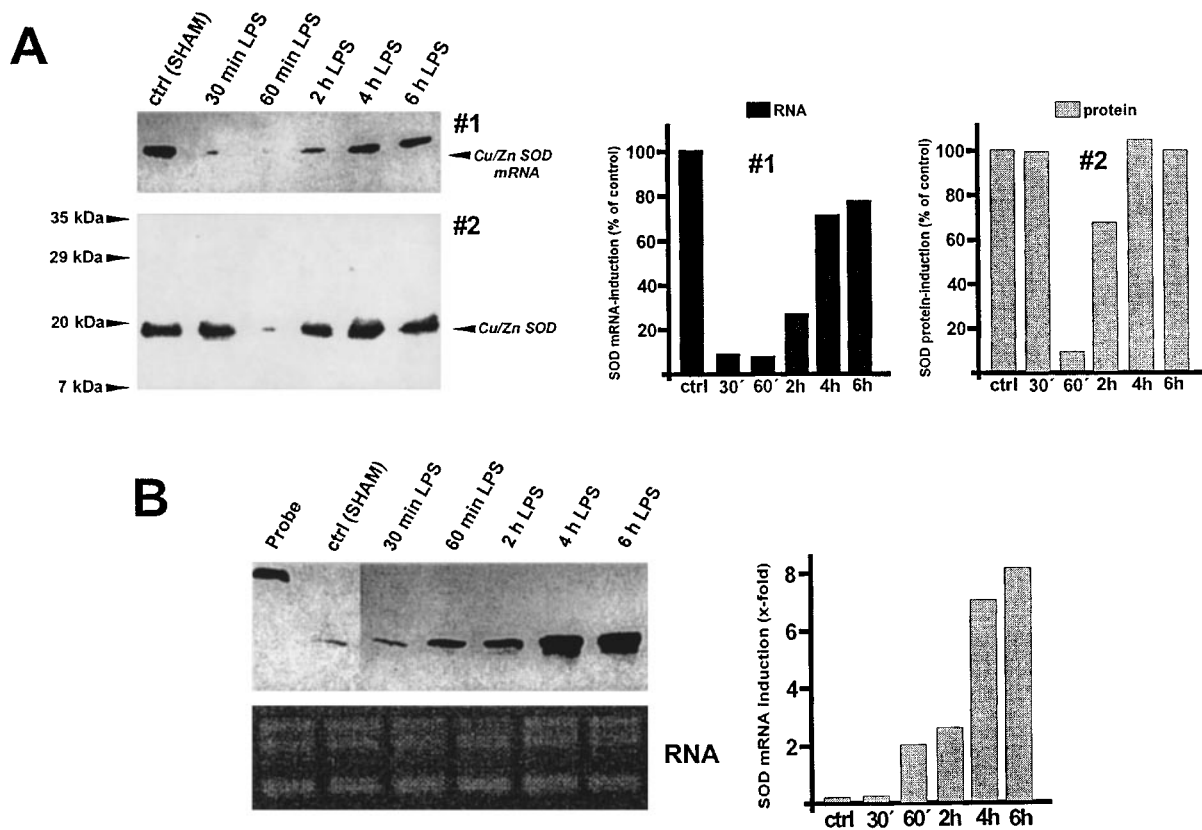 A
ctrl (SHAM)
30 min LPS
60 min LPS
2 h LPS
4 h LPS
6 h LPS
#1
Cu/Zn SOD
mRNA
#2
35 kDa
29 kDa
20 kDa
7 kDa
Cu/Zn SOD
RNA
#1
SOD mRNA-induction (% of control)
100
80
60
40
20
ctrl 30´ 60´ 2h 4h 6h
protein
#2
SOD protein-induction (% of control)
100
80
60
40
20
ctrl 30´ 60´ 2h 4h 6h
B
Probe
ctrl (SHAM)
30 min LPS
60 min LPS
2 h LPS
4 h LPS
6 h LPS
RNA
SOD mRNA Induction (x-fold)
8
6
4
2
ctrl 30´ 60´ 2h 4h 6h